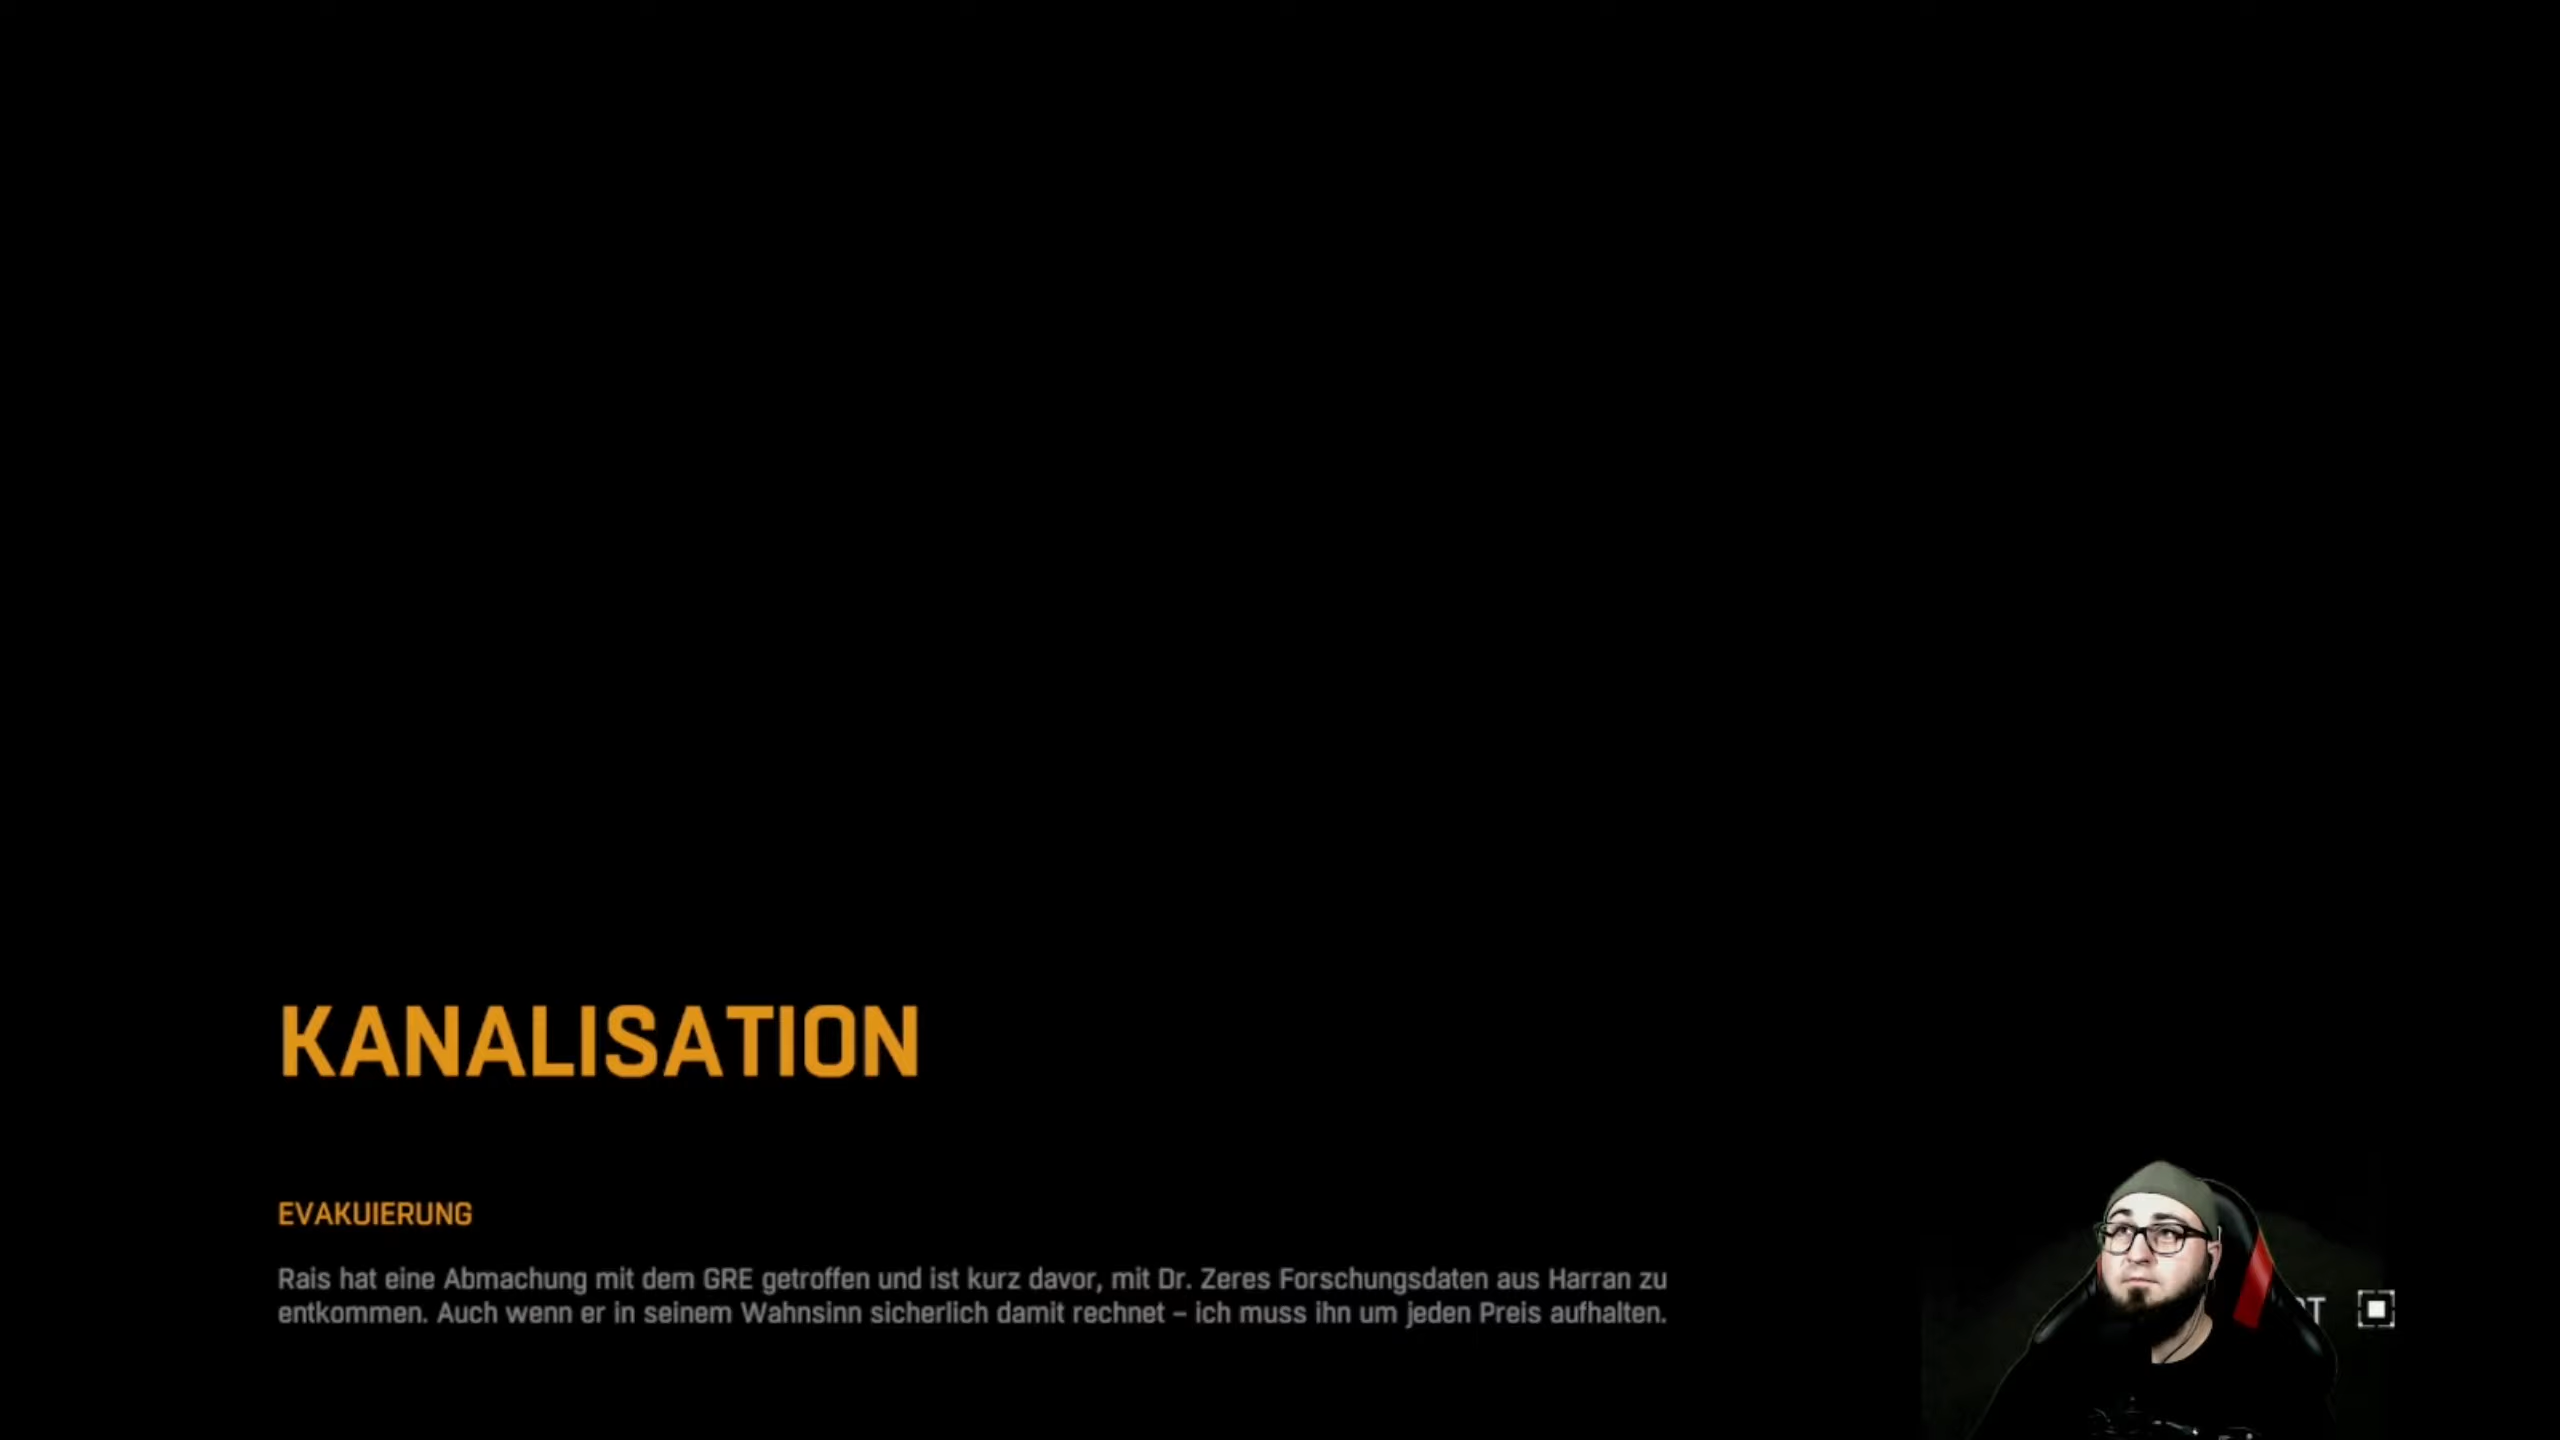 KANALISATION
EVAKUIERUNG
Rais hat eine Abmachung mit dem GRE getroffen und ist kurz davor, mit Dr. Zeres Forschungsdaten aus Harran zu
entkommen. Auch wenn er in seinem Wahnsinn sicherlich damit rechnet – ich muss ihn um jeden Preis aufhalten.